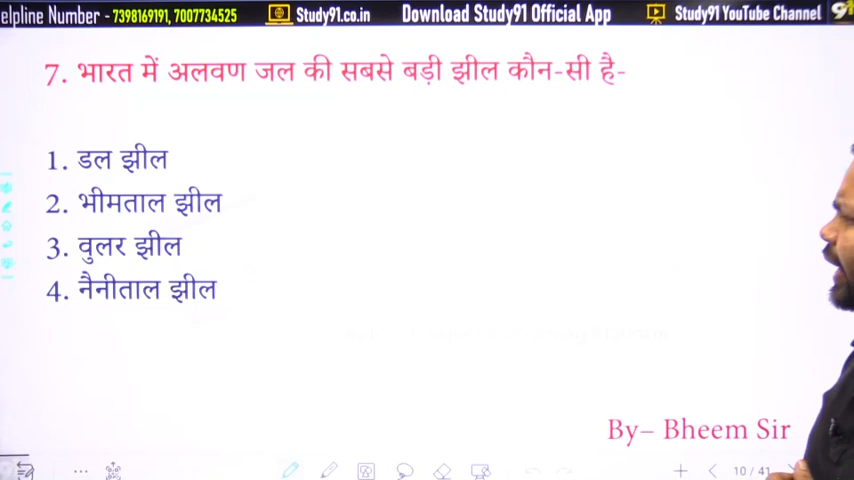 elpline Number - 7398169191, 7007734525 Study91.co.in Download Study91 Official App Study91 YouTube Channel 91
7. भारत में अलवण जल की सबसे बड़ी झील कौन-सी है-
1. डल झील
2. भीमताल झील
3. वुलर झील
4. नैनीताल झील
By– Bheem Sir
10 / 41